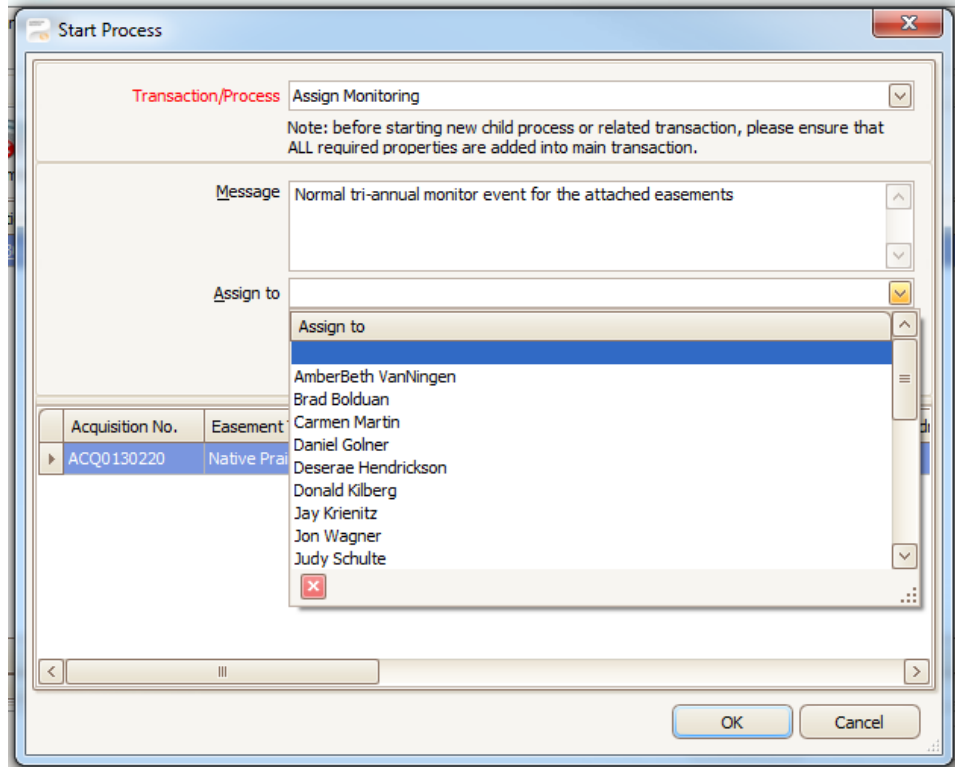 Start Process
Transaction/Process Assign Monitoring
Note: before starting new child process or related transaction, please ensure that
ALL required properties are added into main transaction.
Message Normal tri-annual monitor event for the attached easements
Assign to
Assign to
AmberBeth VanNingen
Brad Bolduan
Carmen Martin
Daniel Golner
Deserae Hendrickson
Donald Kilberg
Jay Krienitz
Jon Wagner
Judy Schulte
Acquisition No. Easement
ACQ0130220 Native Prai
OK Cancel